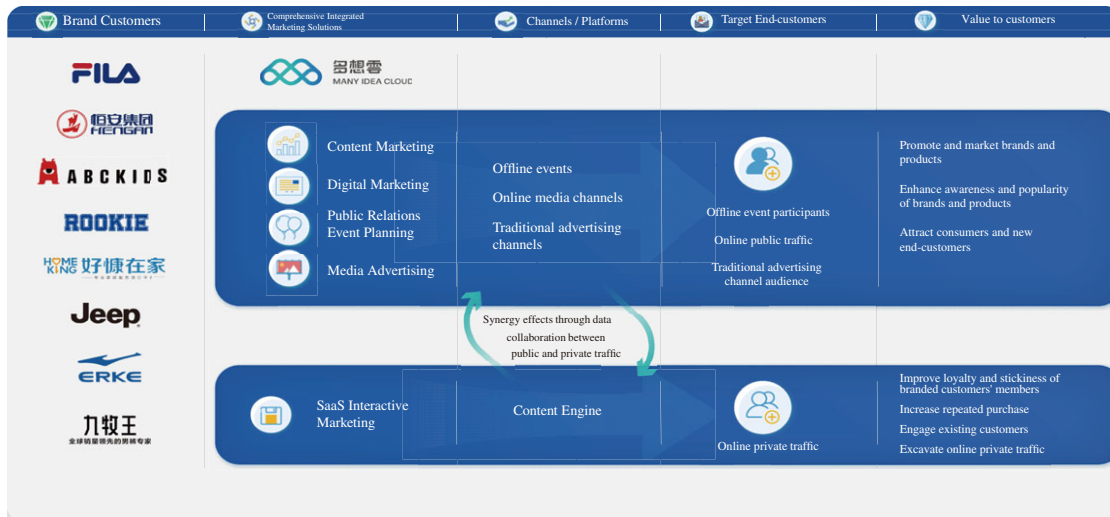 Brand Customers
Comprehensive Integrated
Marketing Solutions
Channels / Platforms
Target End-customers
Value to customers
FILA
恒安集团
HENGAN
ABCKIDS
ROOKIE
HOME
KING
好慷在家
Jeep
ERKE
九牧王
全球销量领先的男裤专家
多想雲
MANY IDEA CLOUD
Content Marketing
Digital Marketing
Public Relations
Event Planning
Media Advertising
Offline events
Online media channels
Traditional advertising
channels
Offline event participants
Online public traffic
Traditional advertising
channel audience
Promote and market brands and
products
Enhance awareness and popularity
of brands and products
Attract consumers and new
end-customers
Synergy effects through data
collaboration between
public and private traffic
SaaS Interactive
Marketing
Content Engine
Online private traffic
Improve loyalty and stickiness of
branded customers' members
Increase repeated purchase
Engage existing customers
Excavate online private traffic